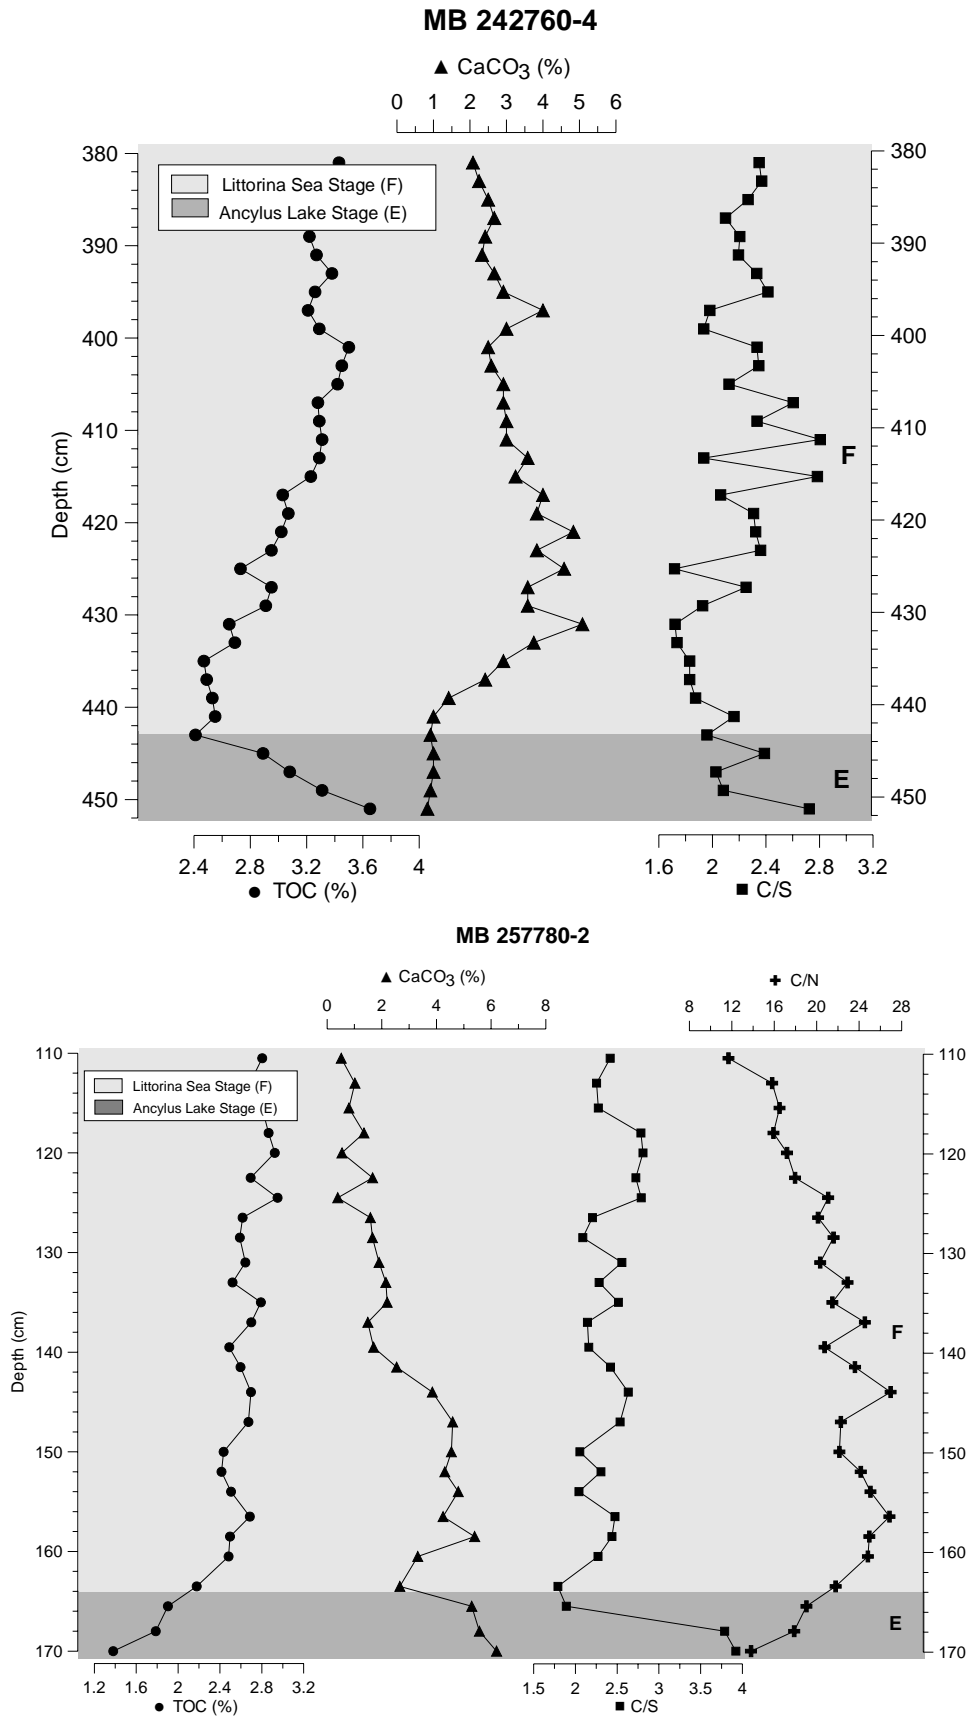 MB 242760-4
▲ CaCO3 (%)
0 1 2 3 4 5 6
380 380
Littorina Sea Stage (F)
Ancylus Lake Stage (E)
390 390
400 400
410 410
F
Depth (cm)
420 420
430 430
440 440
E
450 450
2.4 2.8 3.2 3.6 4 1.6 2 2.4 2.8 3.2
● TOC (%) ■ C/S
MB 257780-2
▲ CaCO3 (%) ✚ C/N
0 2 4 6 8 8 12 16 20 24 28
110 110
Littorina Sea Stage (F)
Ancylus Lake Stage (E)
120 120
130 130
F
Depth (cm)
140 140
150 150
160 160
E
170 170
1.2 1.6 2 2.4 2.8 3.2 1.5 2 2.5 3 3.5 4
● TOC (%) ■ C/S